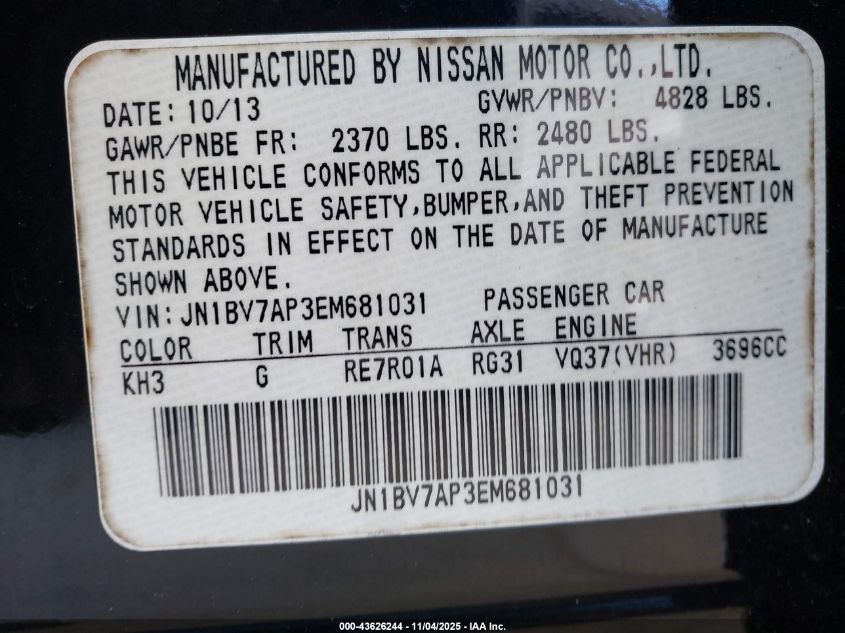 MANUFACTURED BY NISSAN MOTOR CO.,LTD.
DATE: 10/13 GVWR/PNBV: 4828 LBS.
GAWR/PNBE FR: 2370 LBS. RR: 2480 LBS.
THIS VEHICLE CONFORMS TO ALL APPLICABLE FEDERAL
MOTOR VEHICLE SAFETY,BUMPER,AND THEFT PREVENTION
STANDARDS IN EFFECT ON THE DATE OF MANUFACTURE
SHOWN ABOVE.
VIN: JN1BV7AP3EM681031 PASSENGER CAR
COLOR TRIM TRANS AXLE ENGINE
KH3 G RE7R01A RG31 VQ37(VHR) 3696CC
JN1BV7AP3EM681031
000-43626244 - 11/04/2025 - IAA Inc.